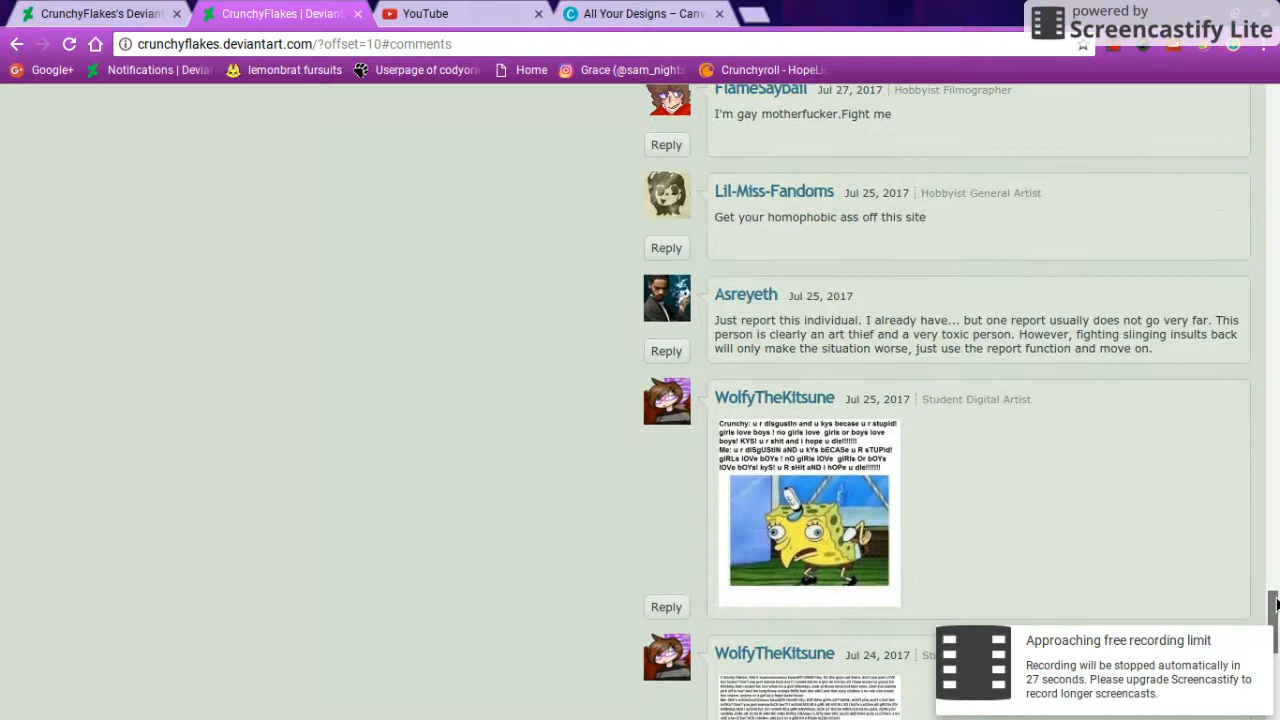 CrunchyFlakes's Deviant
CrunchyFlakes | Deviant
YouTube
All Your Designs – Canv
powered by
Screencastify Lite
crunchyflakes.deviantart.com/?offset=10#comments
Google+
Notifications | Devia
lemonbrat fursuits
Userpage of codyora
Home
Grace (@sam_nights
Crunchyroll - HopeLi
FlameSaybail Jul 27, 2017 Hobbyist Filmographer
I'm gay motherfucker.Fight me
Reply
Lil-Miss-Fandoms Jul 25, 2017 Hobbyist General Artist
Get your homophobic ass off this site
Reply
Asreyeth Jul 25, 2017
Just report this individual. I already have... but one report usually does not go very far. This
person is clearly an art thief and a very toxic person. However, fighting slinging insults back
will only make the situation worse, just use the report function and move on.
Reply
WolfyTheKitsune Jul 25, 2017 Student Digital Artist
Crunchy: u r disgustin and u kys becase u r stupid!
girls love boys ! no girls love girls or boys love
boys! KYS! u r shit and i hope u die!!!!!!!
Me: u r dISgUStiN aND u kYs bECASe u R sTUPid!
gIRLs lOVe bOYs ! nO gIRls lOVe gIRls Or bOYs
lOVe bOYs! kyS! u R sHIt aND i hOPe u dIe!!!!!!!
Reply
WolfyTheKitsune Jul 24, 2017 Stu
Approaching free recording limit
Recording will be stopped automatically in
27 seconds. Please upgrade Screencastify to
record longer screencasts.